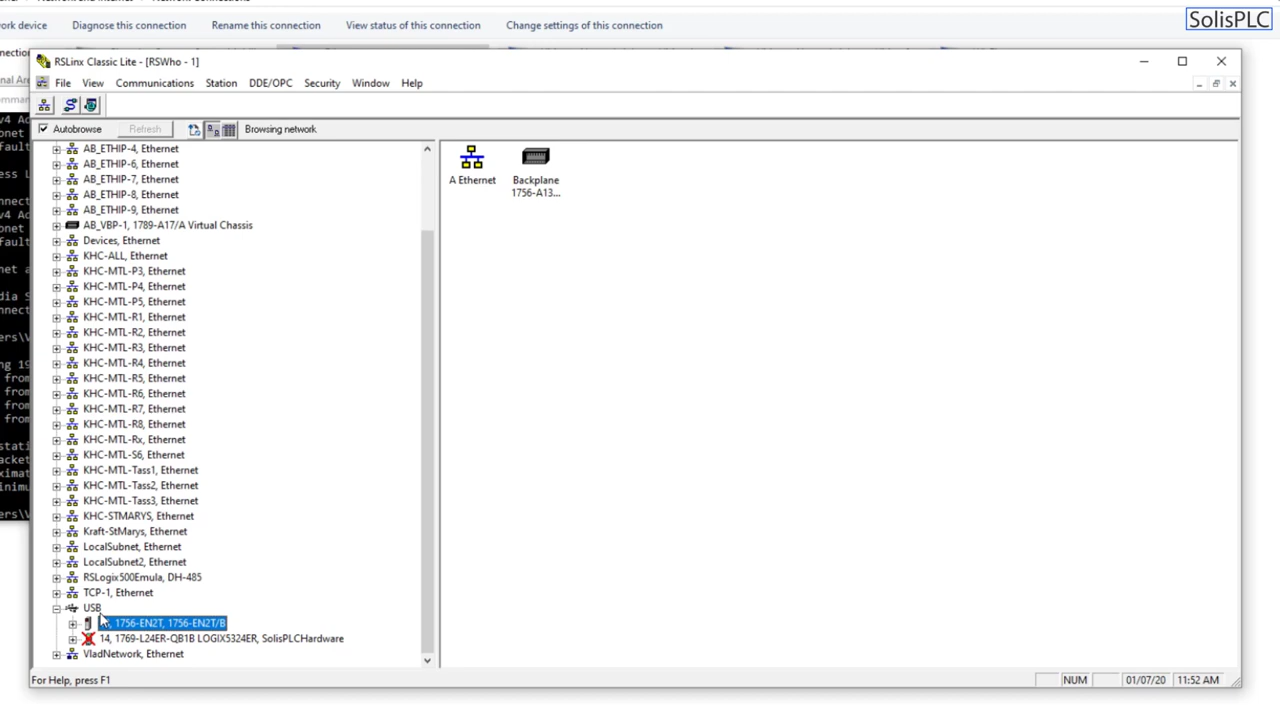 Network and Internet
Network Connections
SolisPLC
ork device
Diagnose this connection
Rename this connection
View status of this connection
Change settings of this connection
RSLinx Classic Lite - [RSWho - 1]
File View Communications Station DDE/OPC Security Window Help
Autobrowse Refresh Browsing network
AB_ETHIP-4, Ethernet
AB_ETHIP-6, Ethernet
AB_ETHIP-7, Ethernet
AB_ETHIP-8, Ethernet
AB_ETHIP-9, Ethernet
AB_VBP-1, 1789-A17/A Virtual Chassis
Devices, Ethernet
KHC-ALL, Ethernet
KHC-MTL-P3, Ethernet
KHC-MTL-P4, Ethernet
KHC-MTL-P5, Ethernet
KHC-MTL-R1, Ethernet
KHC-MTL-R2, Ethernet
KHC-MTL-R3, Ethernet
KHC-MTL-R4, Ethernet
KHC-MTL-R5, Ethernet
KHC-MTL-R6, Ethernet
KHC-MTL-R7, Ethernet
KHC-MTL-R8, Ethernet
KHC-MTL-Rx, Ethernet
KHC-MTL-S6, Ethernet
KHC-MTL-Tass1, Ethernet
KHC-MTL-Tass2, Ethernet
KHC-MTL-Tass3, Ethernet
KHC-STMARYS, Ethernet
Kraft-StMarys, Ethernet
LocalSubnet, Ethernet
LocalSubnet2, Ethernet
RSLogix500Emula, DH-485
TCP-1, Ethernet
USB
, 1756-EN2T, 1756-EN2T/B
14, 1769-L24ER-QB1B LOGIX5324ER, SolisPLCHardware
VladNetwork, Ethernet
A Ethernet
Backplane
1756-A13...
For Help, press F1
NUM
01/07/20
11:52 AM